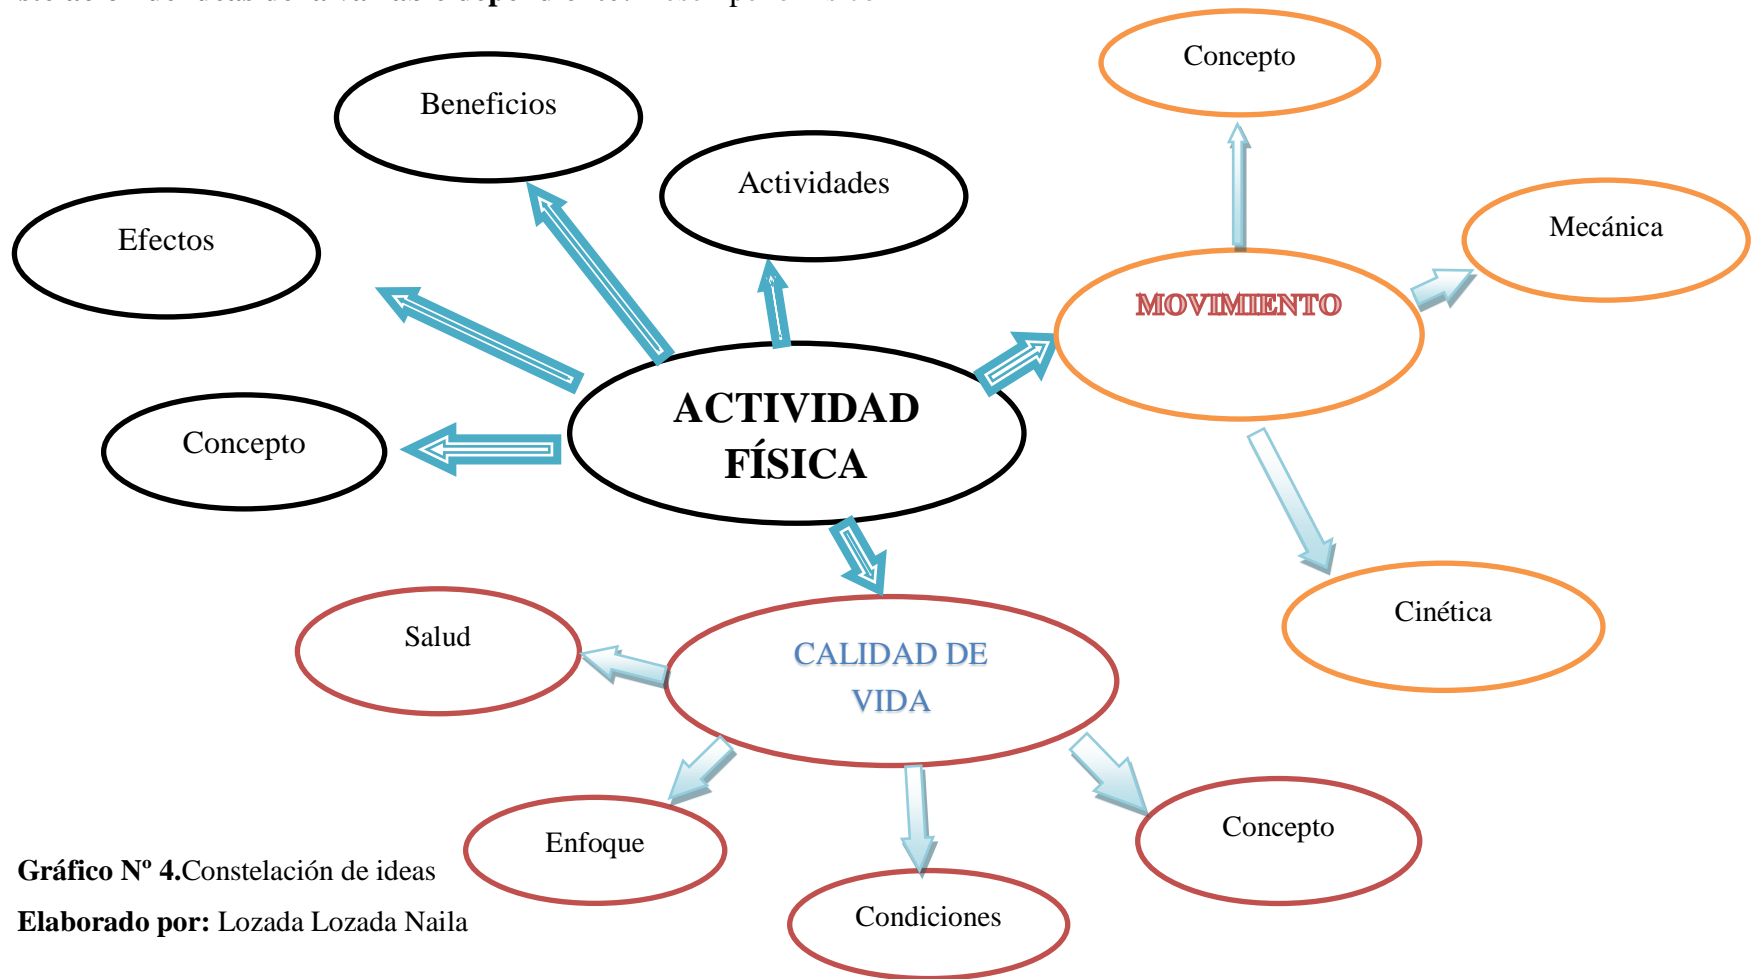 Concepto
Beneficios
Actividades
Efectos
Mecánica
MOVIMIENTO
ACTIVIDAD
FÍSICA
Concepto
Cinética
Salud
CALIDAD DE
VIDA
Enfoque
Concepto
Condiciones
Gráfico Nº 4.Constelación de ideas
Elaborado por: Lozada Lozada Naila